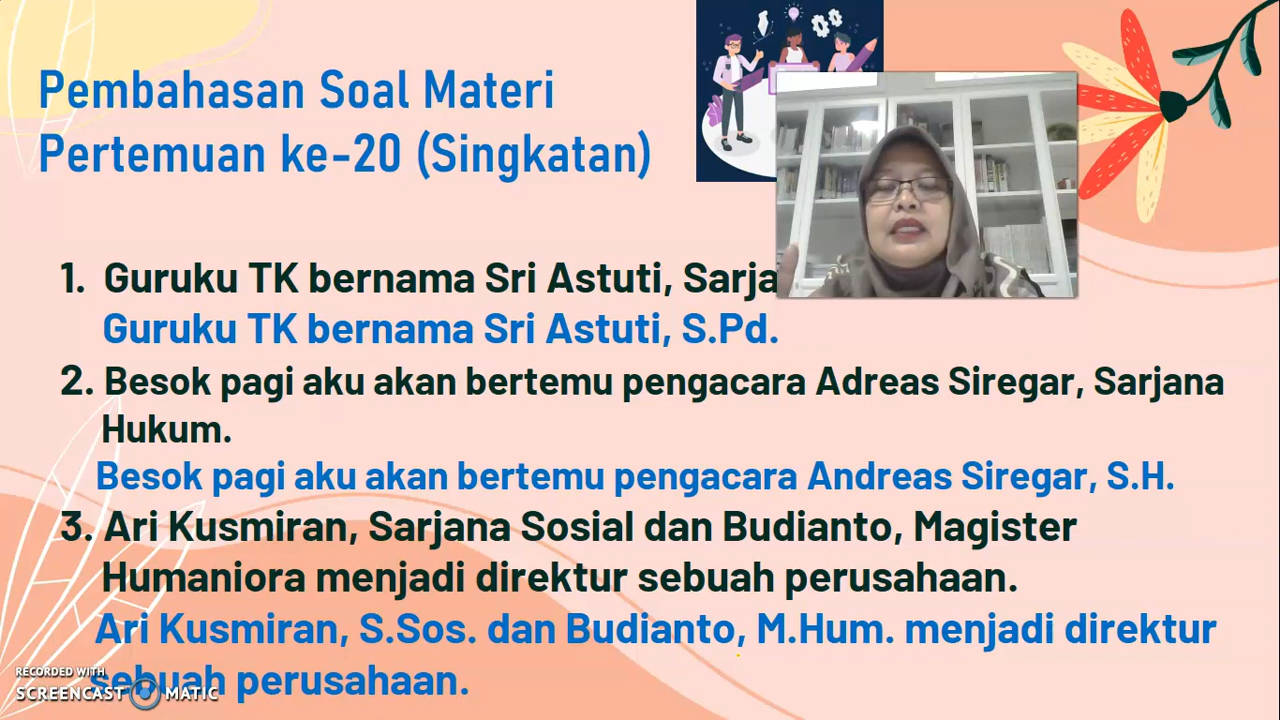 Pembahasan Soal Materi
Pertemuan ke-20 (Singkatan)
1. Guruku TK bernama Sri Astuti,
Guruku TK bernama Sri Astuti, S.Pd.
2. Besok pagi aku akan bertemu pengacara Adreas Siregar, Sarjana
Hukum.
Besok pagi aku akan bertemu pengacara Andreas Siregar, S.H.
3. Ari Kusmiran, Sarjana Sosial dan Budianto, Magister
Humaniora menjadi direktur sebuah perusahaan.
Ari Kusmiran, S.Sos. dan Budianto, M.Hum. menjadi direktur
sebuah perusahaan.
RECORDED WITH
SCREENCAST MATIC